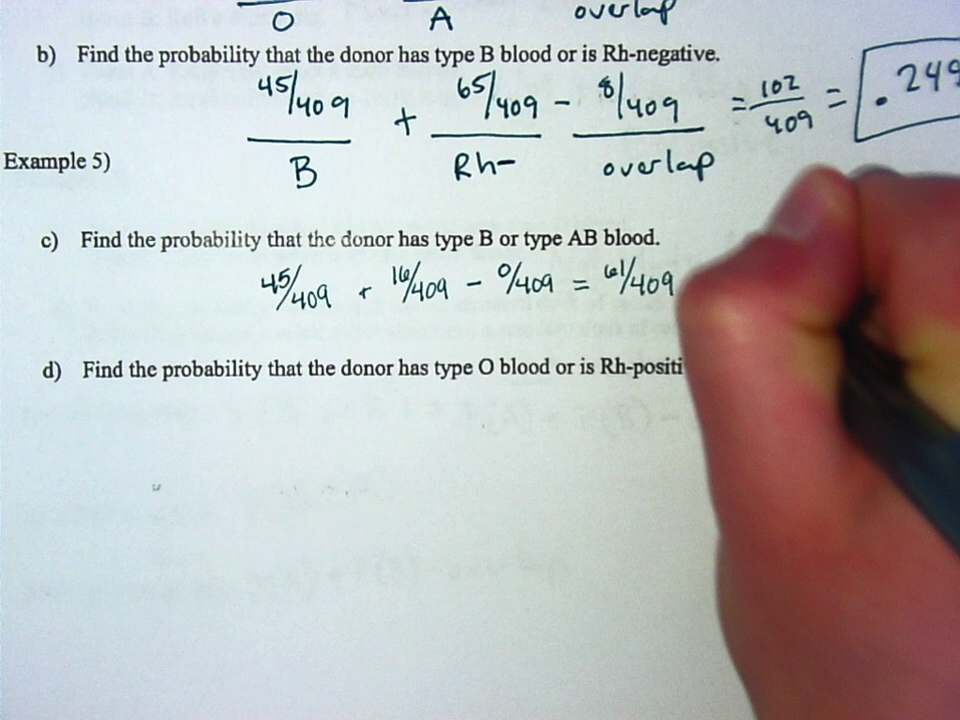 O A overlap
b) Find the probability that the donor has type B blood or is Rh-negative.
45/409 + 65/409 - 8/409 = 102/409 = .249
B Rh- overlap
Example 5)
c) Find the probability that the donor has type B or type AB blood.
45/409 + 16/409 - 0/409 = 61/409
d) Find the probability that the donor has type O blood or is Rh-positi